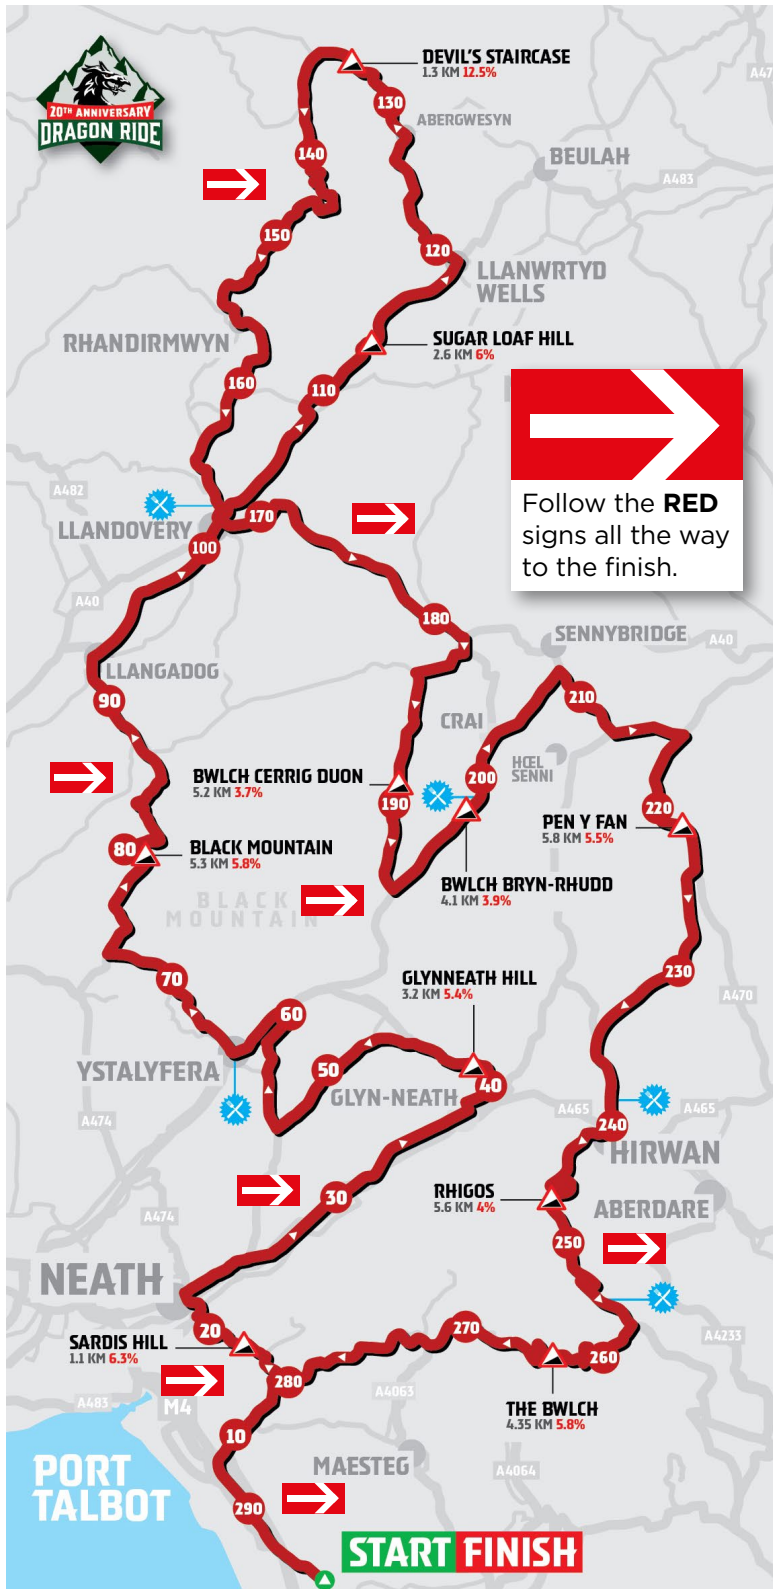 DEVIL'S STAIRCASE
1.3 KM 12.5%
A47
20TH ANNIVERSARY
DRAGON RIDE
130
ABERGWESYN
140
BEULAH
A483
150
120
LLANWRTYD
WELLS
RHANDIRMWYN
SUGAR LOAF HILL
2.6 KM 6%
160
110
A482
LLANDOVERY
170
100
Follow the RED
signs all the way
to the finish.
A40
180
SENNYBRIDGE
A40
LLANGADOG
90
210
CRAI
HŒL
SENNI
BWLCH CERRIG DUON
5.2 KM 3.7%
200
190
220
PEN Y FAN
5.8 KM 5.5%
80
BLACK MOUNTAIN
5.3 KM 5.8%
BWLCH BRYN-RHUDD
4.1 KM 3.9%
BLACK
MOUNTAIN
70
GLYNNEATH HILL
3.2 KM 5.4%
230
A470
60
YSTALYFERA
50
40
GLYN-NEATH
A465
A465
A474
240
HIRWAN
30
RHIGOS
5.6 KM 4%
ABERDARE
A474
250
NEATH
20
SARDIS HILL
1.1 KM 6.3%
270
260
A4233
280
A483
M4
A4063
THE BWLCH
4.35 KM 5.8%
10
MAESTEG
A4064
PORT
TALBOT
290
START FINISH